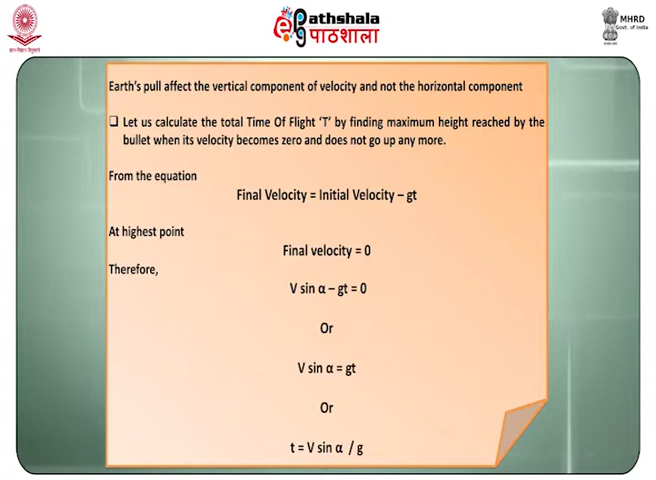 Pathshala
पाठशाला
MHRD
Govt. of India
Earth's pull affect the vertical component of velocity and not the horizontal component
❑ Let us calculate the total Time Of Flight 'T' by finding maximum height reached by the
bullet when its velocity becomes zero and does not go up any more.
From the equation
Final Velocity = Initial Velocity – gt
At highest point
Final velocity = 0
Therefore,
V sin α – gt = 0
Or
V sin α = gt
Or
t = V sin α / g